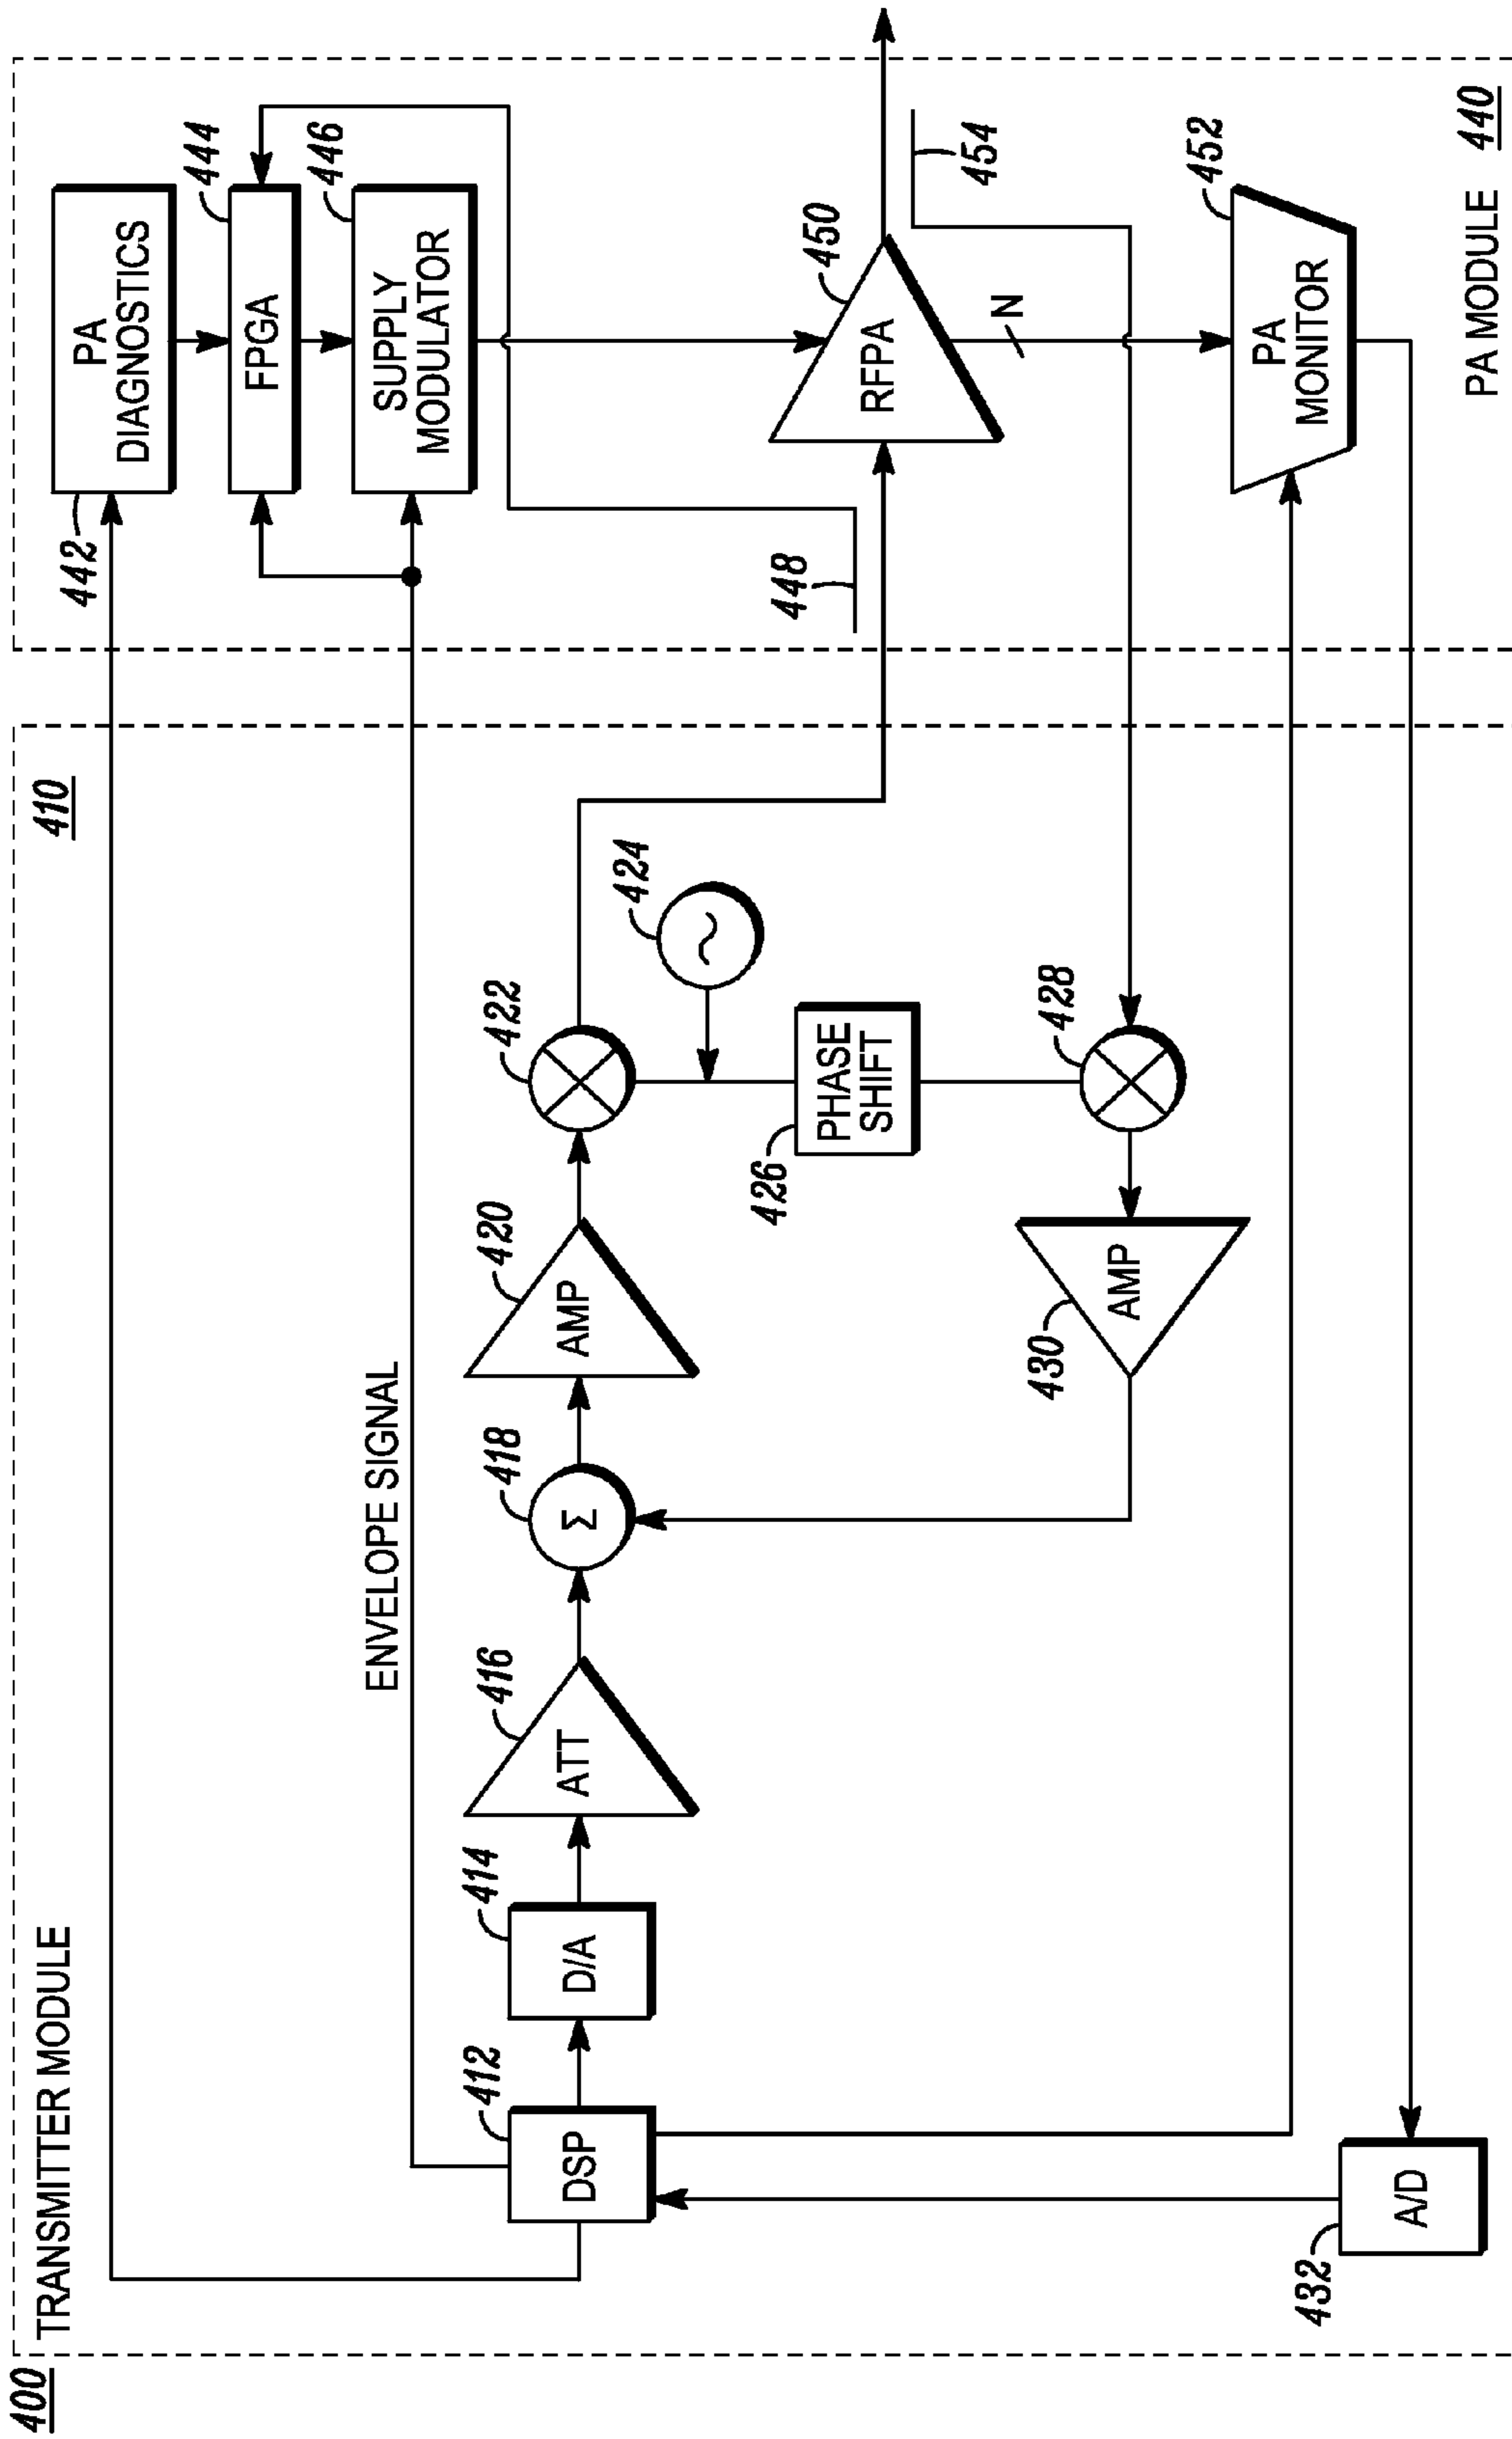 400
TRANSMITTER MODULE
410
ENVELOPE SIGNAL
412
DSP
414
D/A
416
ATT
418
Σ
420
AMP
422
424
426
PHASE
SHIFT
428
430
AMP
432
A/D
442
PA
DIAGNOSTICS
444
FPGA
446
SUPPLY
MODULATOR
448
450
RFPA
N
454
452
PA
MONITOR
PA MODULE
440